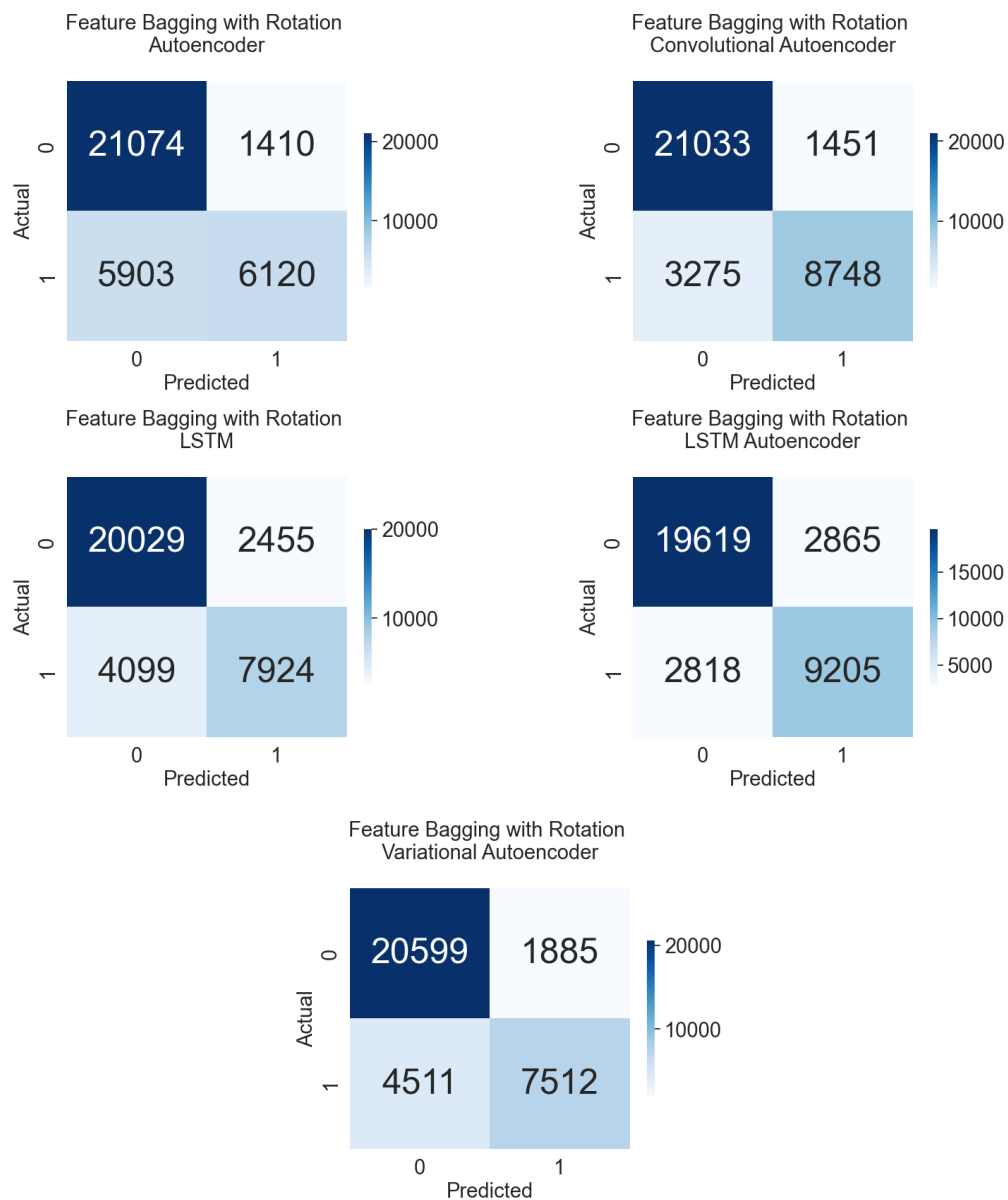 Feature Bagging with Rotation
Autoencoder
0
21074
1410
20000
10000
Actual
1
5903
6120
0
1
Predicted
Feature Bagging with Rotation
Convolutional Autoencoder
0
21033
1451
20000
10000
Actual
1
3275
8748
0
1
Predicted
Feature Bagging with Rotation
LSTM
0
20029
2455
20000
10000
Actual
1
4099
7924
0
1
Predicted
Feature Bagging with Rotation
LSTM Autoencoder
0
19619
2865
15000
10000
5000
Actual
1
2818
9205
0
1
Predicted
Feature Bagging with Rotation
Variational Autoencoder
0
20599
1885
20000
10000
Actual
1
4511
7512
0
1
Predicted